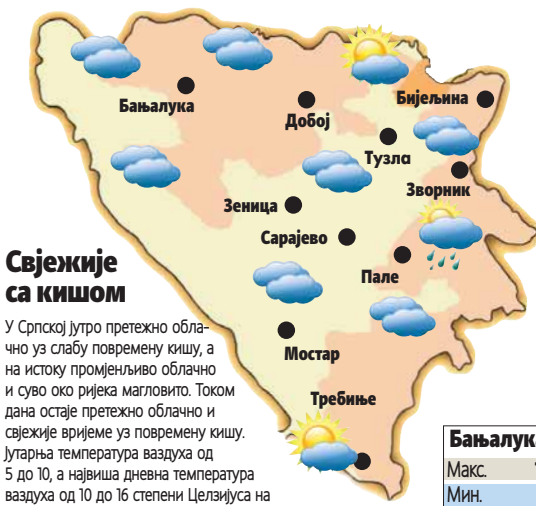 Бањалука
Добој
Бијељина
Тузла
Зворник
Зеница
Сарајево
Пале
Мостар
Требиње
Свјежије
са кишом
У Српској јутро претежно обла-
чно уз слабу повремену кишу, а
на истоку промјенљиво облачно
и суво око ријека магловито. Током
дана остаје претежно облачно и
свјежије вријеме уз повремену кишу.
Јутарња температура ваздуха од
5 до 10, а највиша дневна температура
ваздуха од 10 до 16 степени Целзијуса на
Бањалука
Макс.
Мин.